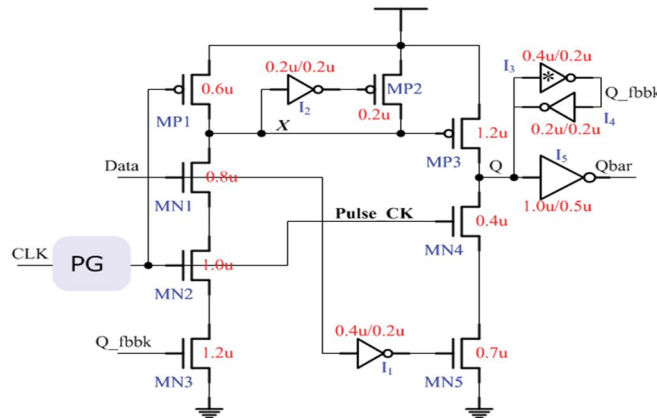 0.4u/0.2u
I3
*
Q_fbbk
0.2u/0.2u
I2
MP2
0.2u
I4
0.2u/0.2u
0.6u
MP1
X
1.2u
MP3
Q
I5
Qbar
1.0u/0.5u
Data
0.8u
MN1
Pulse CK
0.4u
MN4
CLK
PG
1.0u
MN2
0.4u/0.2u
I1
Q_fbbk
1.2u
MN3
0.7u
MN5